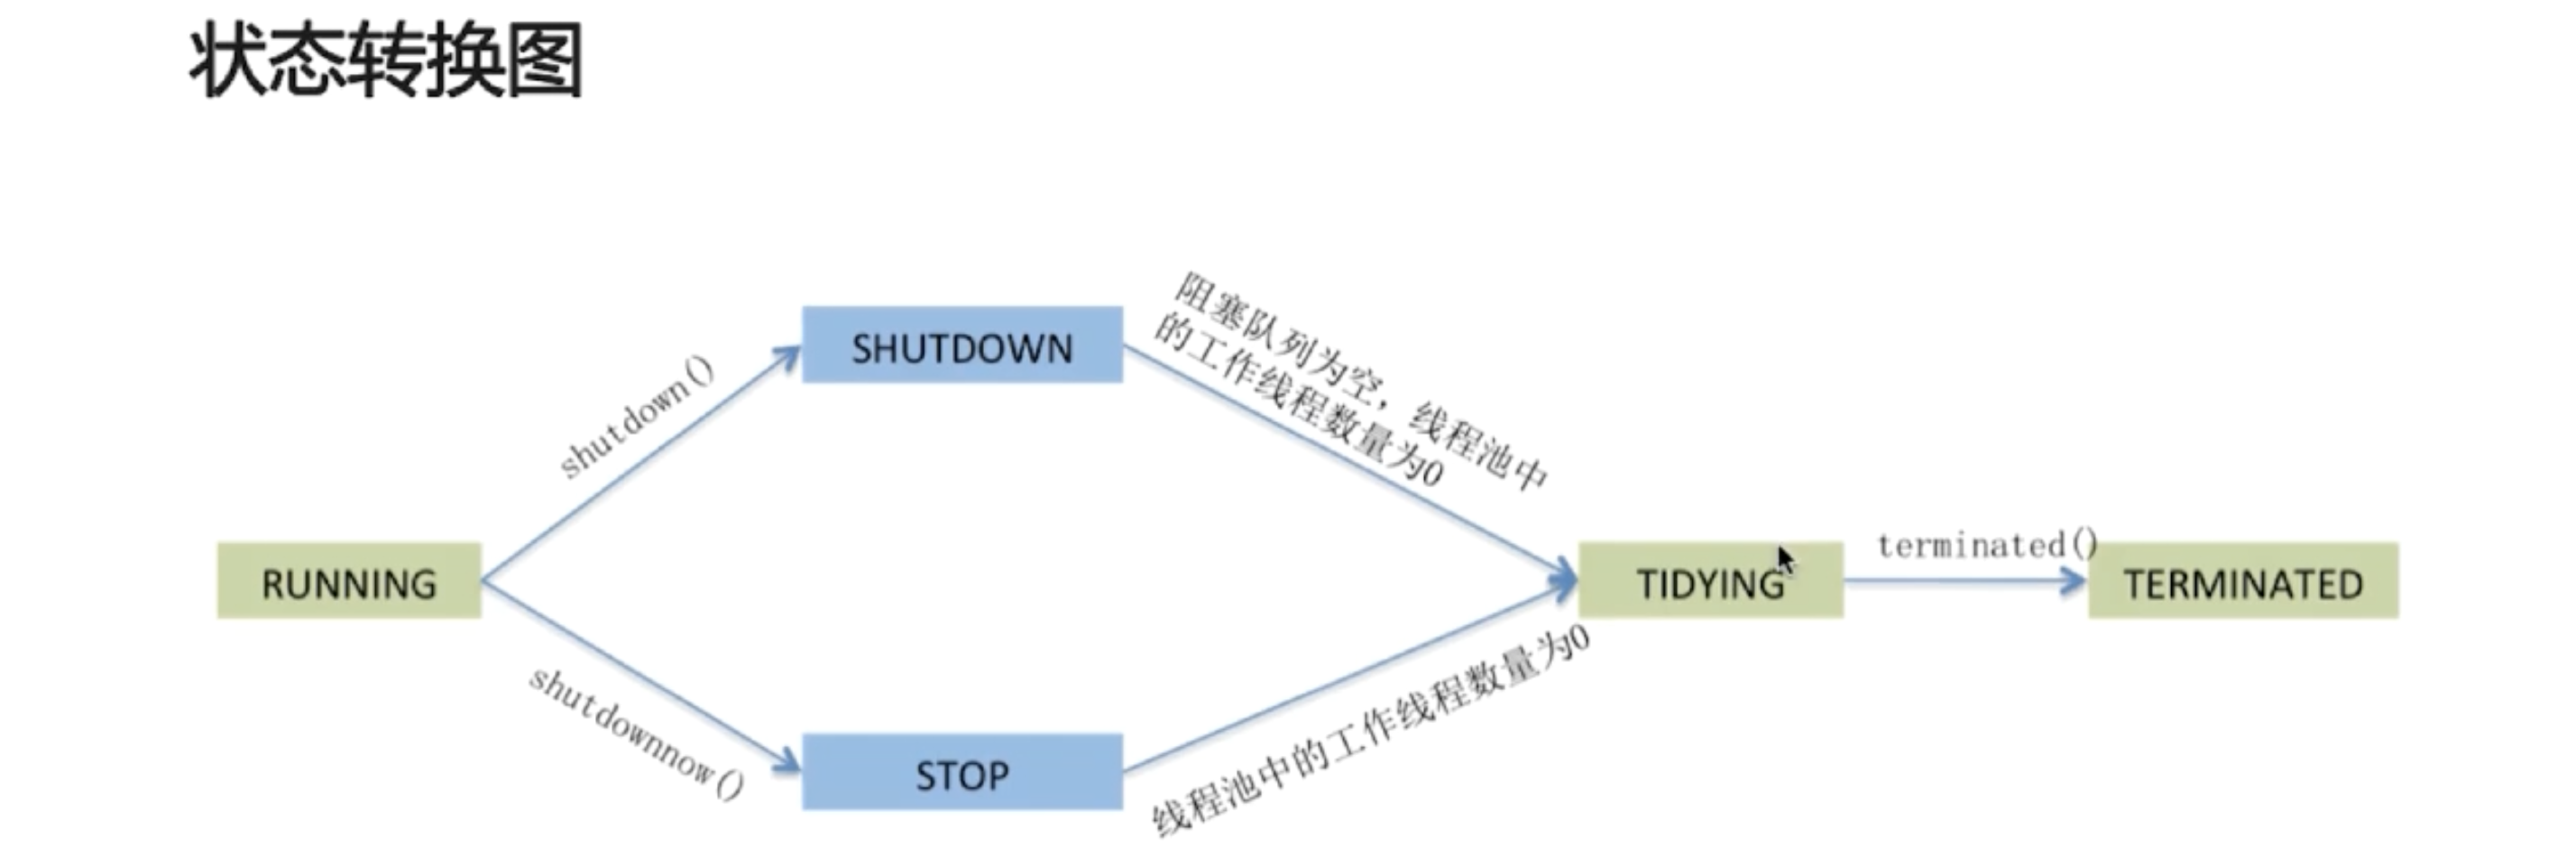 状态转换图
shutdown()
SHUTDOWN
阻塞队列为空，线程池中
的工作线程数量为0
RUNNING
TIDYING
terminated()
TERMINATED
shutdownnow()
STOP
线程池中的工作线程数量为0